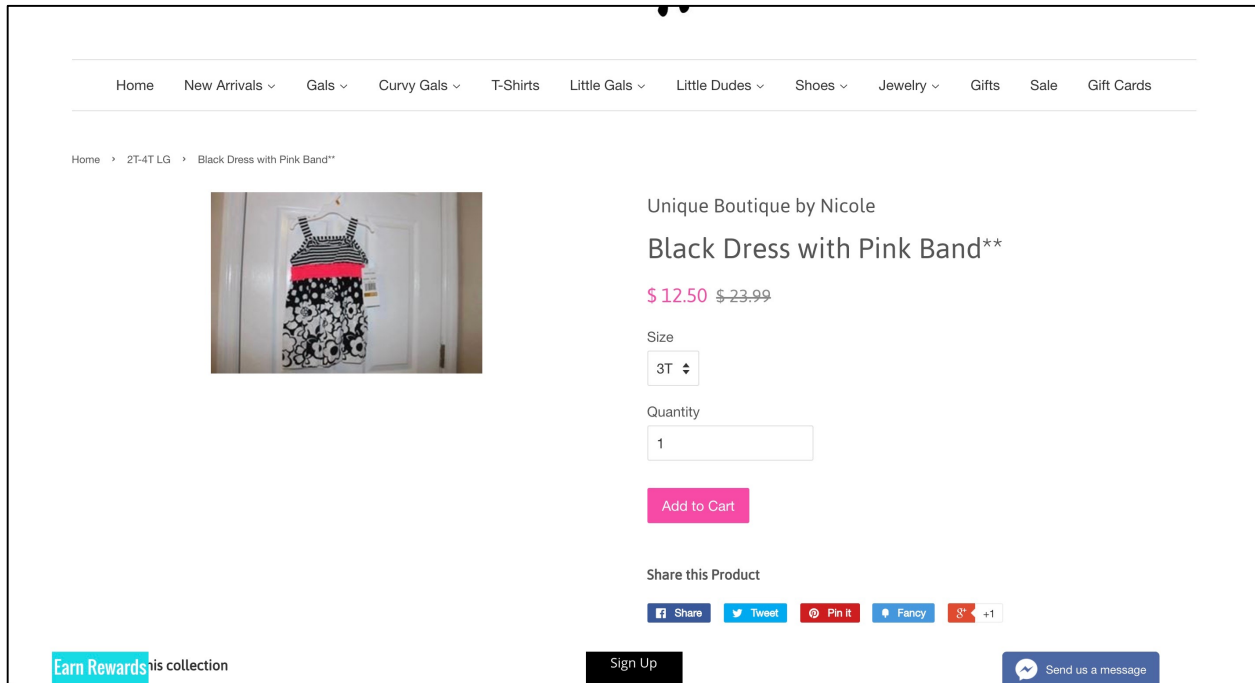 Home New Arrivals Gals Curvy Gals T-Shirts Little Gals Little Dudes Shoes Jewelry Gifts Sale Gift Cards
Home › 2T-4T LG › Black Dress with Pink Band**
Unique Boutique by Nicole
Black Dress with Pink Band**
$ 12.50 $ 23.99
Size
3T
Quantity
1
Add to Cart
Share this Product
Share Tweet Pin it Fancy +1
Earn Rewards his collection
Sign Up
Send us a message